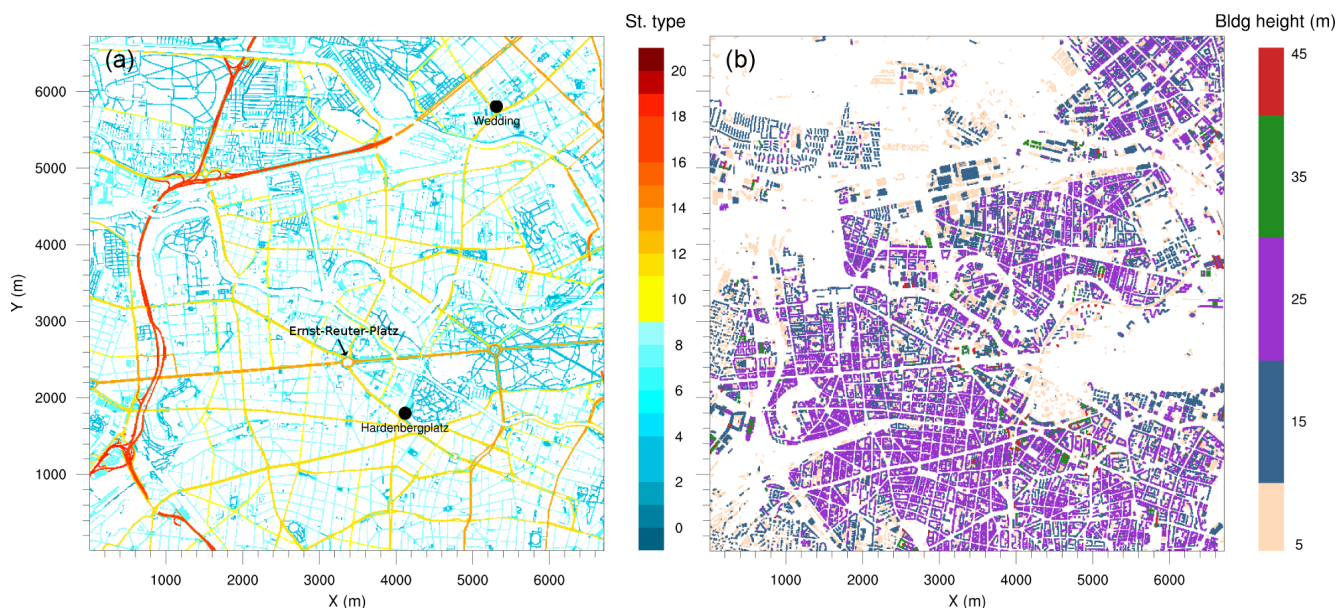 St. type
Bldg height (m)
(a)
(b)
Wedding
Ernst-Reuter-Platz
Hardenbergplatz
6000
5000
4000
3000
2000
1000
Y (m)
1000 2000 3000 4000 5000 6000
X (m)
20
18
16
14
12
10
8
6
4
2
0
1000 2000 3000 4000 5000 6000
X (m)
45
35
25
15
5